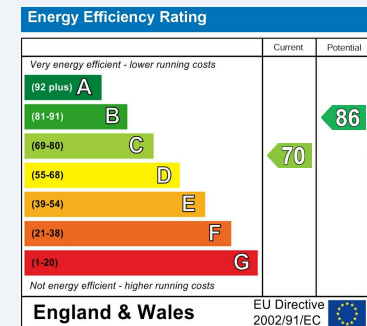 Energy Efficiency Rating
Current Potential
Very energy efficient - lower running costs
(92 plus) A
(81-91) B
86
(69-80) C
70
(55-68) D
(39-54) E
(21-38) F
(1-20) G
Not energy efficient - higher running costs
England & Wales
EU Directive
2002/91/EC